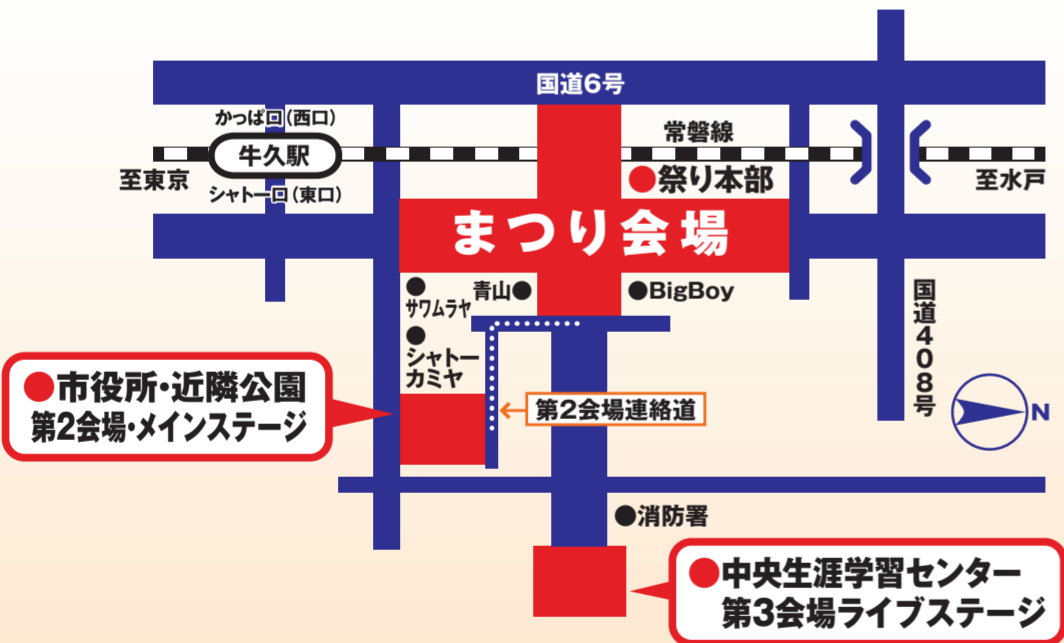 国道6号
かっぱ口(西口)
牛久駅
シャトー口(東口)
至東京
常磐線
至水戸
●祭り本部
まつり会場
サワムラヤ
青山●
●BigBoy
シャトー
カミヤ
国道408号
●市役所・近隣公園
第2会場・メインステージ
第2会場連絡道
N
●消防署
●中央生涯学習センター
第3会場ライブステージ